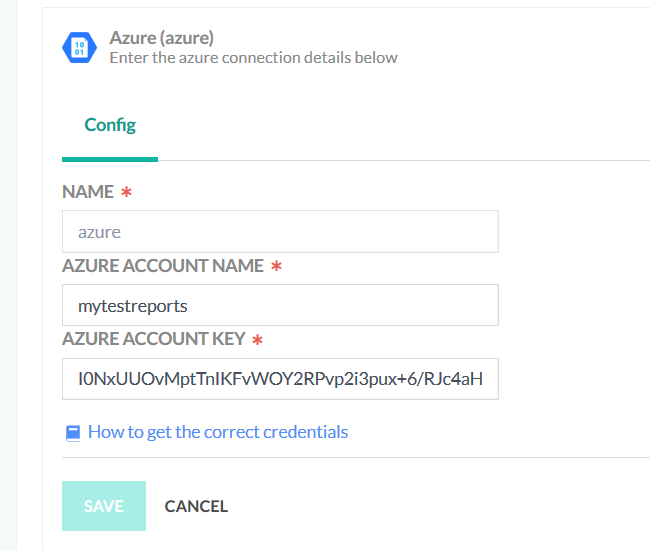 Azure (azure)
Enter the azure connection details below
Config
NAME *
azure
AZURE ACCOUNT NAME *
mytestreports
AZURE ACCOUNT KEY *
I0NxUUOvMptTnIKFvWOY2RPvp2i3pux+6/RJc4aH
How to get the correct credentials
SAVE CANCEL